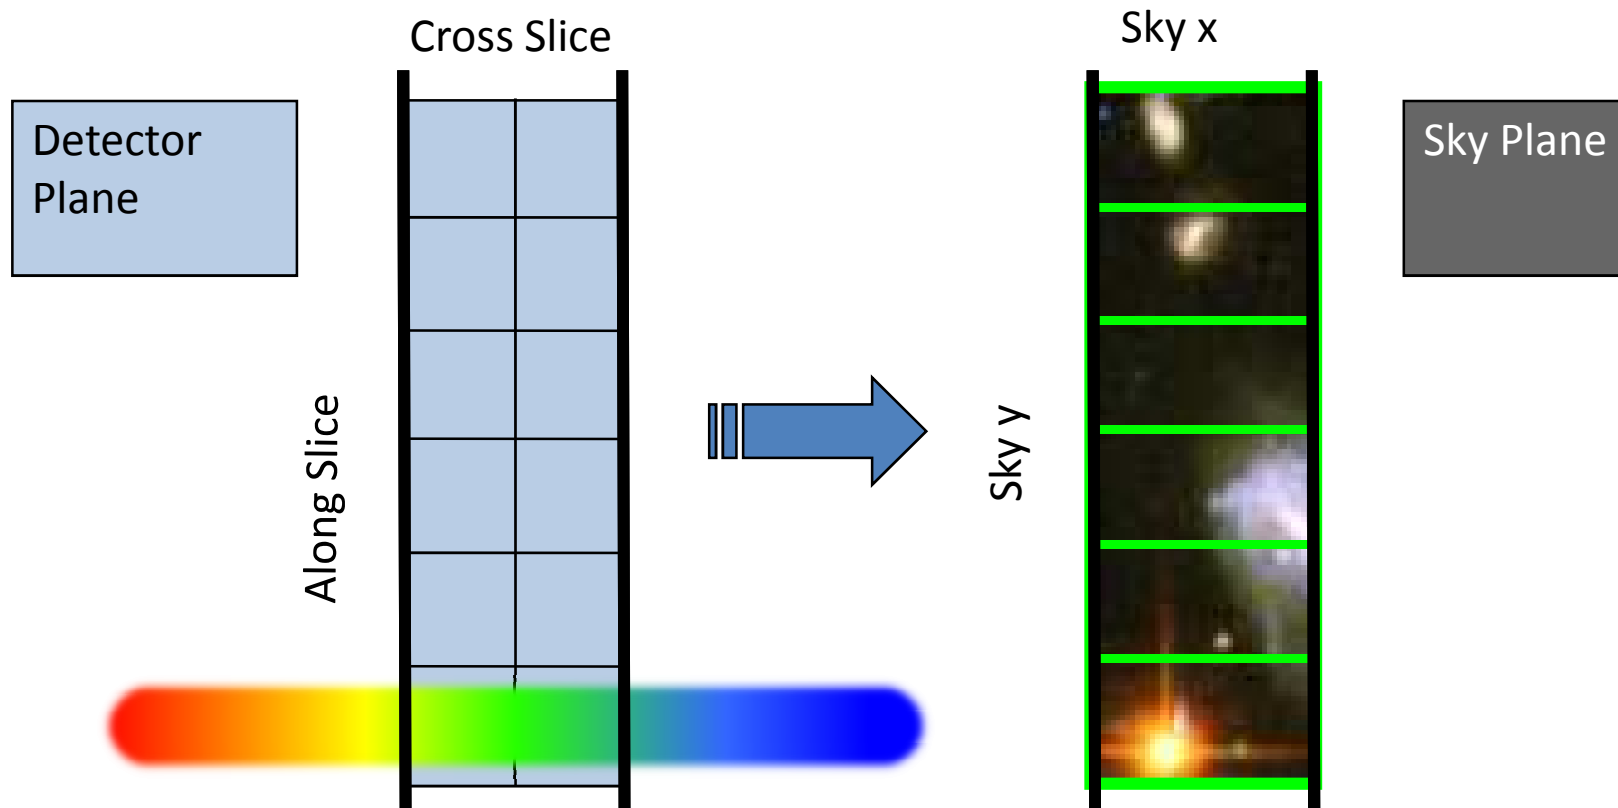 Cross Slice
Sky x
Detector
Plane
Sky Plane
Along Slice
Sky y